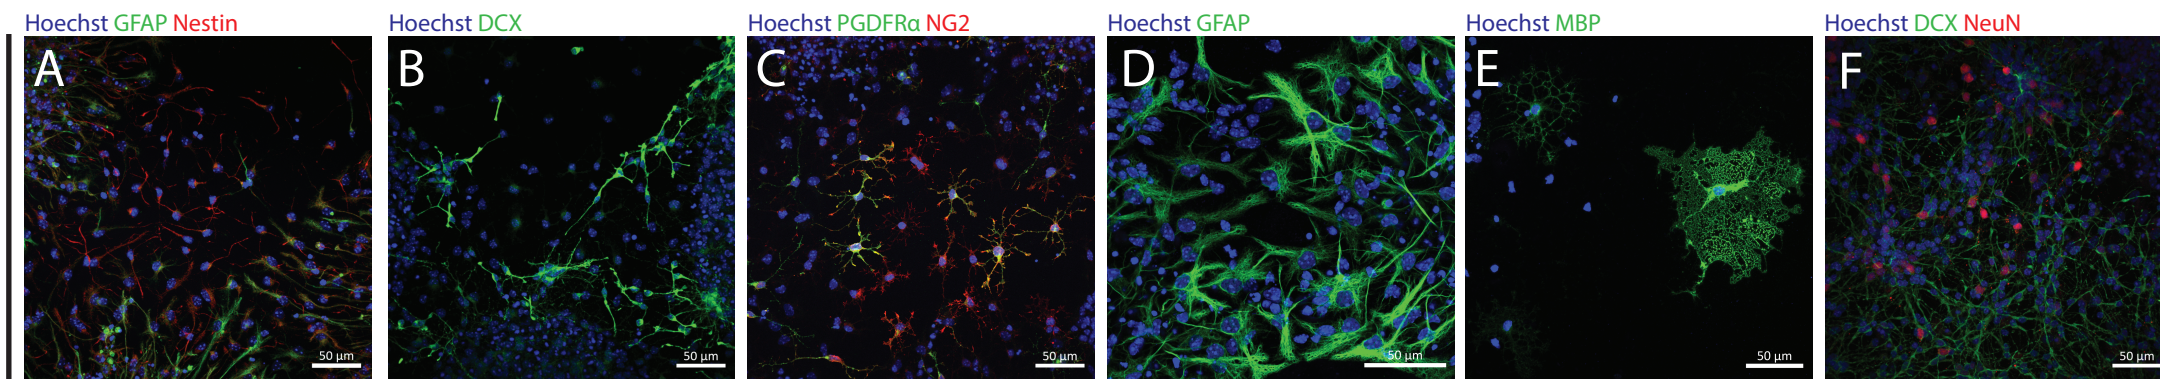 Hoechst GFAP Nestin
Hoechst DCX
Hoechst PGDFRα NG2
Hoechst GFAP
Hoechst MBP
Hoechst DCX NeuN
A
B
C
D
E
F
50 µm
50 µm
50 µm
50 µm
50 µm
50 µm